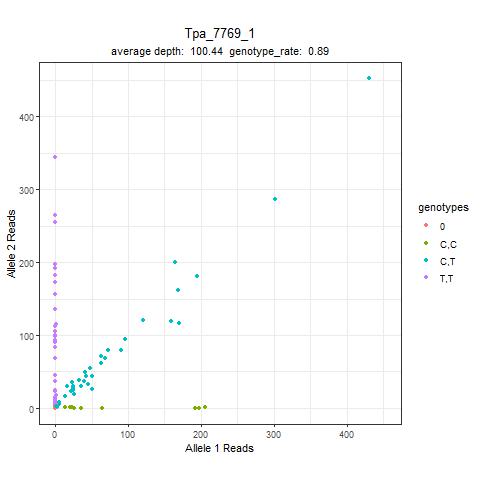 Tpa_7769_1
average depth:  100.44  genotype_rate:  0.89
400
300
200
100
0
Allele 2 Reads
0 100 200 300 400
Allele 1 Reads
genotypes
0
C,C
C,T
T,T